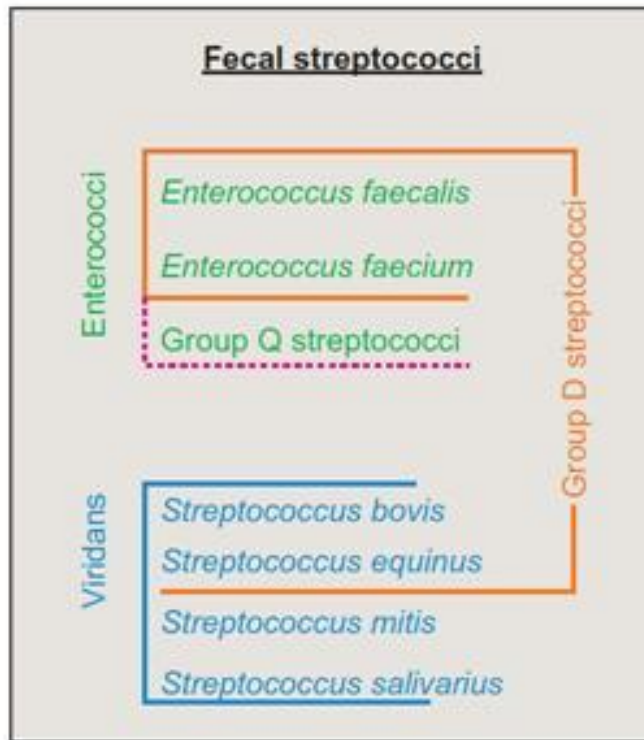 Fecal streptococci
Enterococci
Enterococcus faecalis
Enterococcus faecium
Group Q streptococci
Group D streptococci
Viridans
Streptococcus bovis
Streptococcus equinus
Streptococcus mitis
Streptococcus salivarius